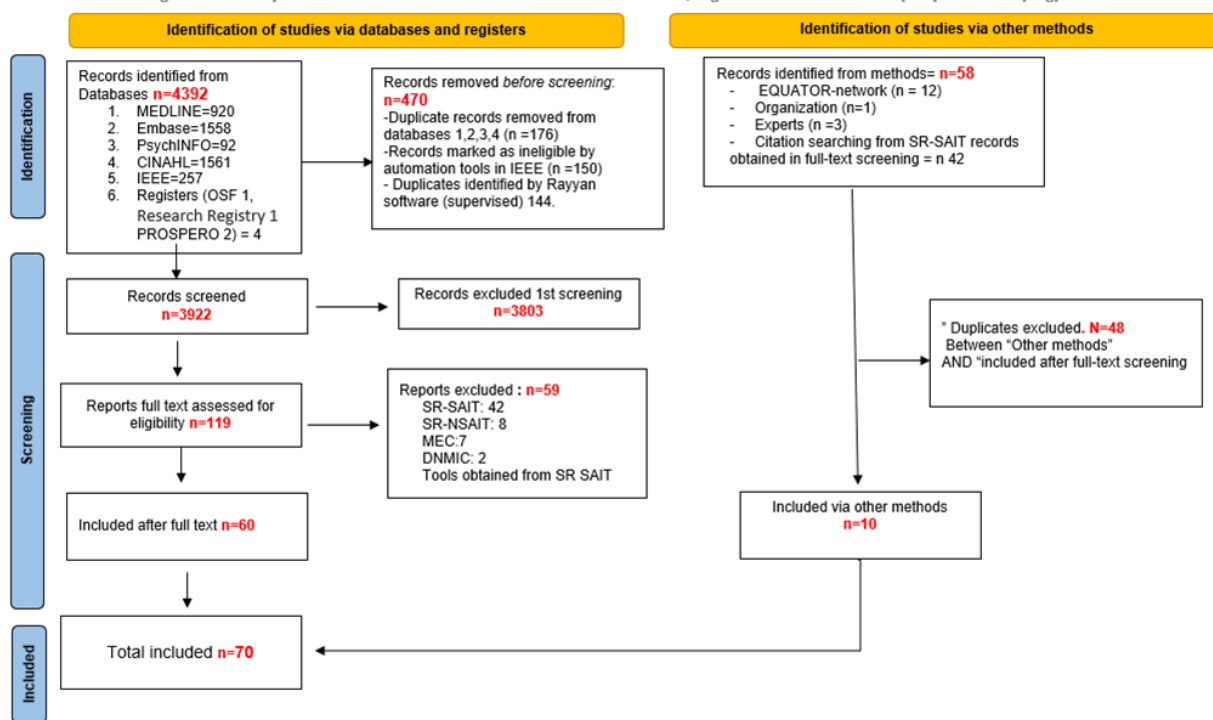 Identification of studies via databases and registers
Identification of studies via other methods
Identification
Records identified from
Databases n=4392
1. MEDLINE=920
2. Embase=1558
3. PsychINFO=92
4. CINAHL=1561
5. IEEE=257
6. Registers (OSF 1,
Research Registry 1
PROSPERO 2) = 4
Records removed before screening:
n=470
-Duplicate records removed from
databases 1,2,3,4 (n =176)
-Records marked as ineligible by
automation tools in IEEE (n =150)
- Duplicates identified by Rayyan
software (supervised) 144.
Records identified from methods= n=58
- EQUATOR-network (n = 12)
- Organization (n=1)
- Experts (n =3)
- Citation searching from SR-SAIT records
obtained in full-text screening = n 42
Screening
Records screened
n=3922
Records excluded 1st screening
n=3803
" Duplicates excluded. N=48
Between “Other methods”
AND “included after full-text screening
Reports full text assessed for
eligibility n=119
Reports excluded : n=59
SR-SAIT: 42
SR-NSAIT: 8
MEC:7
DNMIC: 2
Tools obtained from SR SAIT
Included after full text n=60
Included via other methods
n=10
Included
Total included n=70